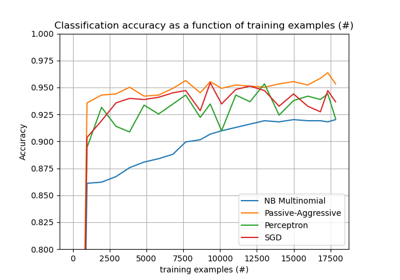 Classification accuracy as a function of training examples (#)
1.000
0.975
0.950
0.925
0.900
0.875
0.850
0.825
0.800
Accuracy
NB Multinomial
Passive-Aggressive
Perceptron
SGD
0 2500 5000 7500 10000 12500 15000 17500
training examples (#)